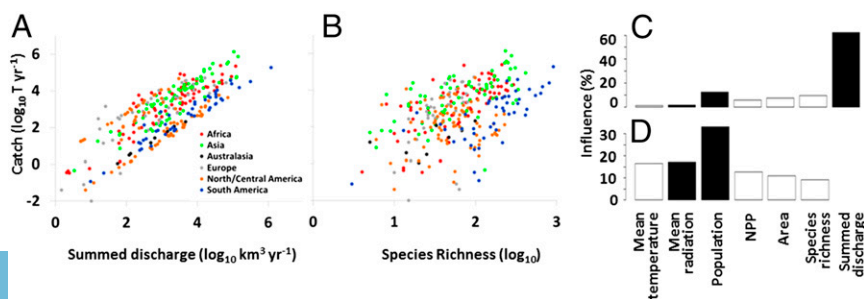 A
B
C
D
Catch (log10 T yr-1)
6
4
2
0
-2
0
2
4
6
Summed discharge (log10 km3 yr-1)
Africa
Asia
Australasia
Europe
North/Central America
South America
0
1
2
3
Species Richness (log10)
Influence (%)
60
40
20
0
30
20
10
0
Mean
temperature
Mean
radiation
Population
NPP
Area
Species
richness
Summed
discharge